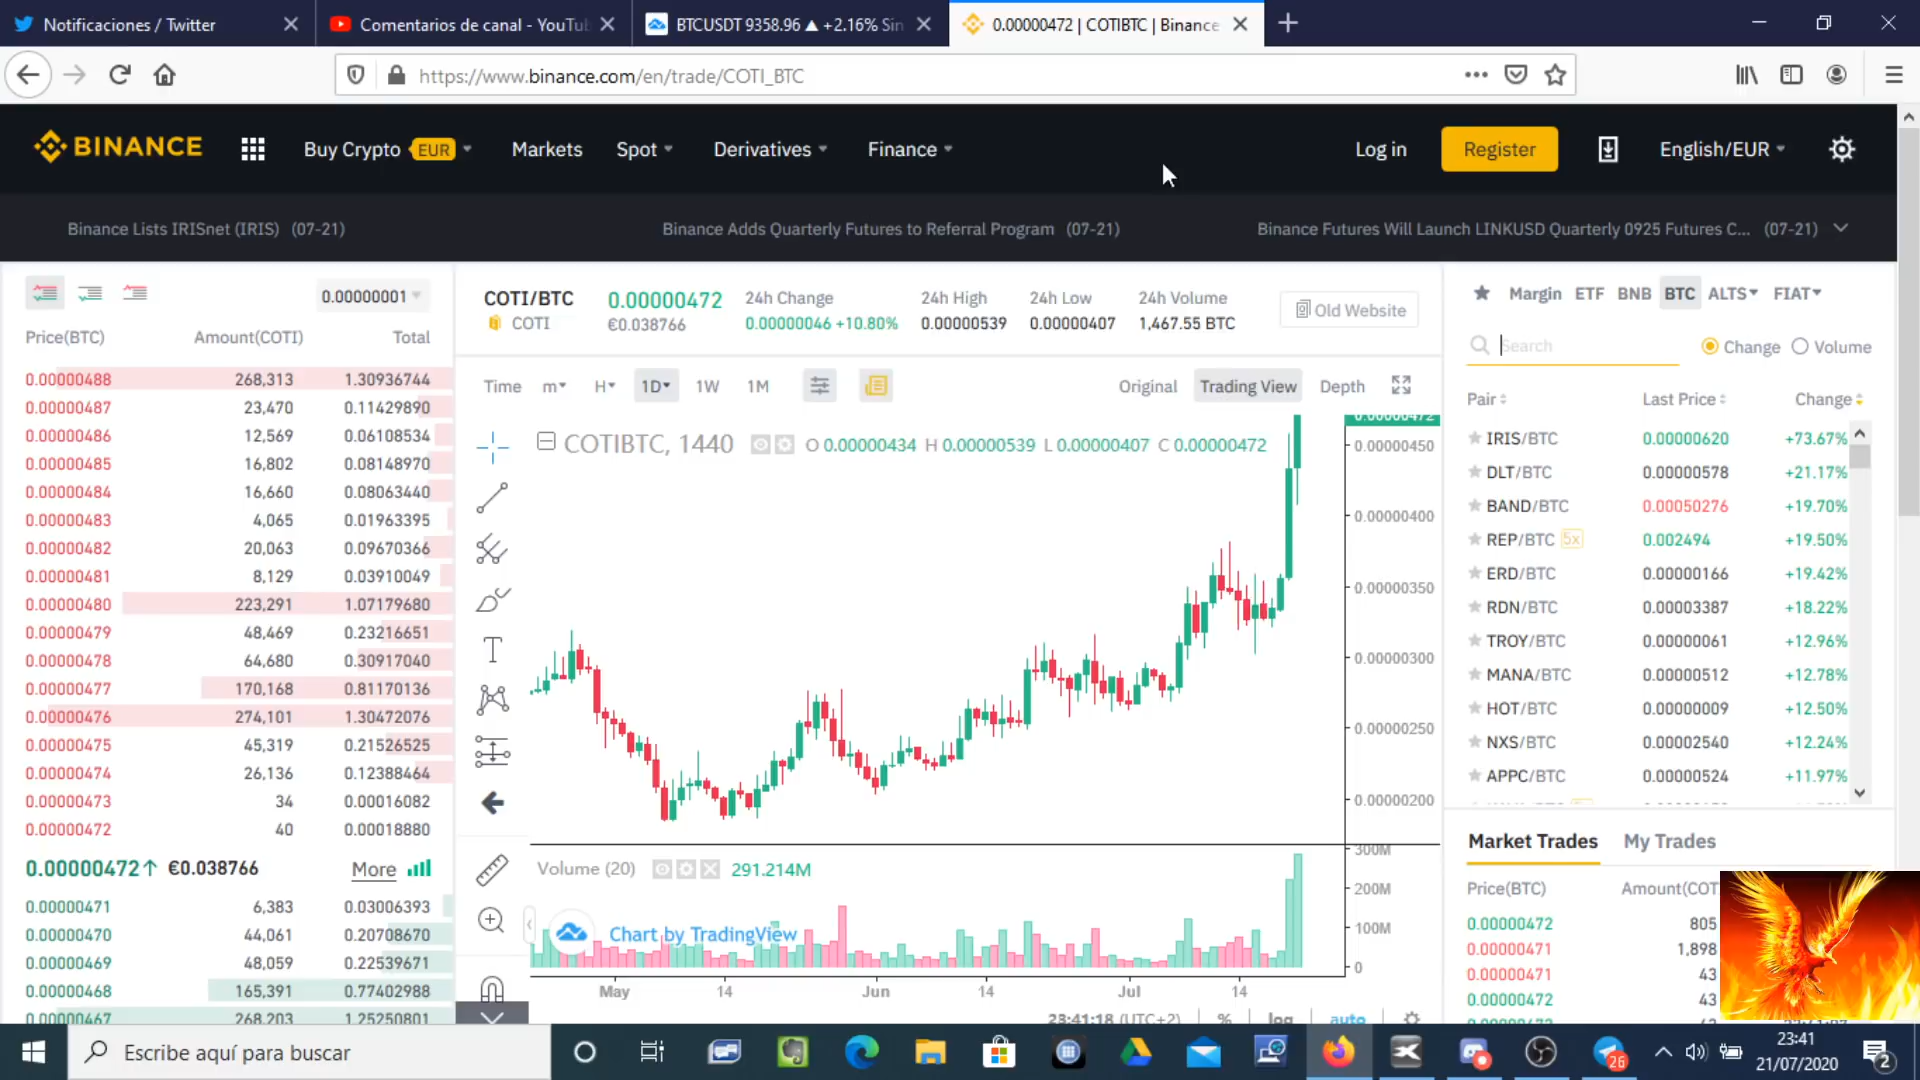 Notificaciones / Twitter
Comentarios de canal - YouTub
BTCUSDT 9358.96 ▲ +2.16% Sin
0.00000472 | COTIBTC | Binance
https://www.binance.com/en/trade/COTI_BTC
BINANCE
Buy Crypto EUR
Markets
Spot
Derivatives
Finance
Log in
Register
English/EUR
Binance Lists IRISnet (IRIS) (07-21)
Binance Adds Quarterly Futures to Referral Program (07-21)
Binance Futures Will Launch LINKUSD Quarterly 0925 Futures C... (07-21)
0.00000001
Price(BTC) Amount(COTI) Total
0.00000488 268,313 1.30936744
0.00000487 23,470 0.11429890
0.00000486 12,569 0.06108534
0.00000485 16,802 0.08148970
0.00000484 16,660 0.08063440
0.00000483 4,065 0.01963395
0.00000482 20,063 0.09670366
0.00000481 8,129 0.03910049
0.00000480 223,291 1.07179680
0.00000479 48,469 0.23216651
0.00000478 64,680 0.30917040
0.00000477 170,168 0.81170136
0.00000476 274,101 1.30472076
0.00000475 45,319 0.21526525
0.00000474 26,136 0.12388464
0.00000473 34 0.00016082
0.00000472 40 0.00018880
0.00000472↑ €0.038766 More
0.00000471 6,383 0.03006393
0.00000470 44,061 0.20708670
0.00000469 48,059 0.22539671
0.00000468 165,391 0.77402988
0.00000467 268,203 1.25250801
COTI/BTC
COTI
0.00000472
€0.038766
24h Change
0.00000046 +10.80%
24h High
0.00000539
24h Low
0.00000407
24h Volume
1,467.55 BTC
Old Website
Time m H 1D 1W 1M
Original Trading View Depth
COTIBTC, 1440 O 0.00000434 H 0.00000539 L 0.00000407 C 0.00000472
0.00000472
0.00000450
0.00000400
0.00000350
0.00000300
0.00000250
0.00000200
Volume (20) 291.214M
300M
200M
100M
0
Chart by TradingView
May 14 Jun 14 Jul 14
23:41:18 (UTC+2) % log auto
Margin ETF BNB BTC ALTS FIAT
Search
Change Volume
Pair Last Price Change
IRIS/BTC 0.00000620 +73.67%
DLT/BTC 0.00000578 +21.17%
BAND/BTC 0.00050276 +19.70%
REP/BTC 5x 0.002494 +19.50%
ERD/BTC 0.00000166 +19.42%
RDN/BTC 0.00003387 +18.22%
TROY/BTC 0.00000061 +12.96%
MANA/BTC 0.00000512 +12.78%
HOT/BTC 0.00000009 +12.50%
NXS/BTC 0.00002540 +12.24%
APPC/BTC 0.00000524 +11.97%
Market Trades My Trades
Price(BTC) Amount(COT
0.00000472 805
0.00000471 1,898
0.00000471 43
0.00000472 43
Escribe aquí para buscar
26
23:41
21/07/2020
2